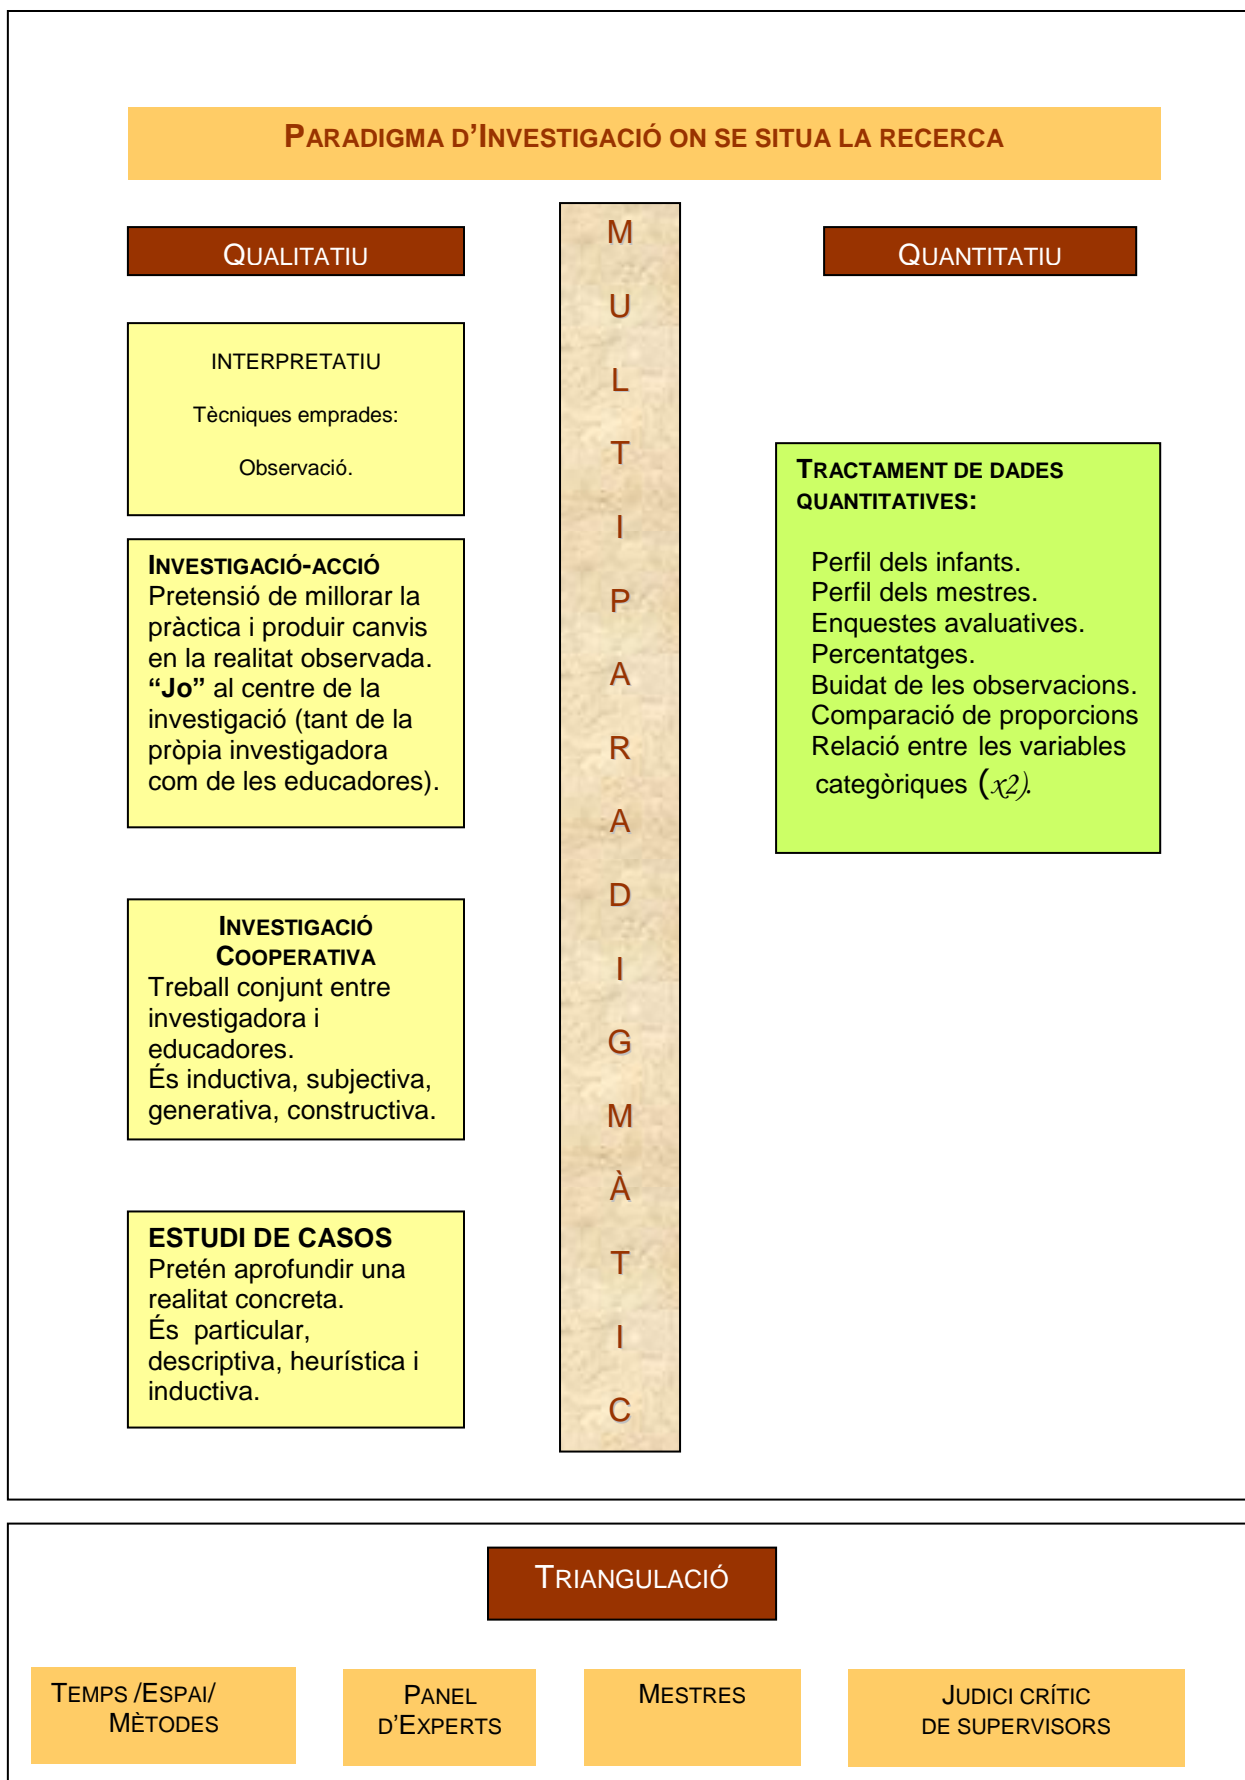 PARADIGMA D'INVESTIGACIÓ ON SE SITUA LA RECERCA
QUALITATIU
INTERPRETATIU
Tècniques emprades:
Observació.
INVESTIGACIÓ-ACCIÓ
Pretensió de millorar la
pràctica i produir canvis
en la realitat observada.
“Jo” al centre de la
investigació (tant de la
pròpia investigadora
com de les educadores).
INVESTIGACIÓ
COOPERATIVA
Treball conjunt entre
investigadora i
educadores.
És inductiva, subjectiva,
generativa, constructiva.
ESTUDI DE CASOS
Pretén aprofundir una
realitat concreta.
És particular,
descriptiva, heurística i
inductiva.
M
U
L
T
I
P
A
R
A
D
I
G
M
À
T
I
C
QUANTITATIU
TRACTAMENT DE DADES
QUANTITATIVES:
Perfil dels infants.
Perfil dels mestres.
Enquestes avaluatives.
Percentatges.
Buidat de les observacions.
Comparació de proporcions
Relació entre les variables
categòriques (x2).
TRIANGULACIÓ
TEMPS /ESPAI/
MÈTODES
PANEL
D'EXPERTS
MESTRES
JUDICI CRÍTIC
DE SUPERVISORS